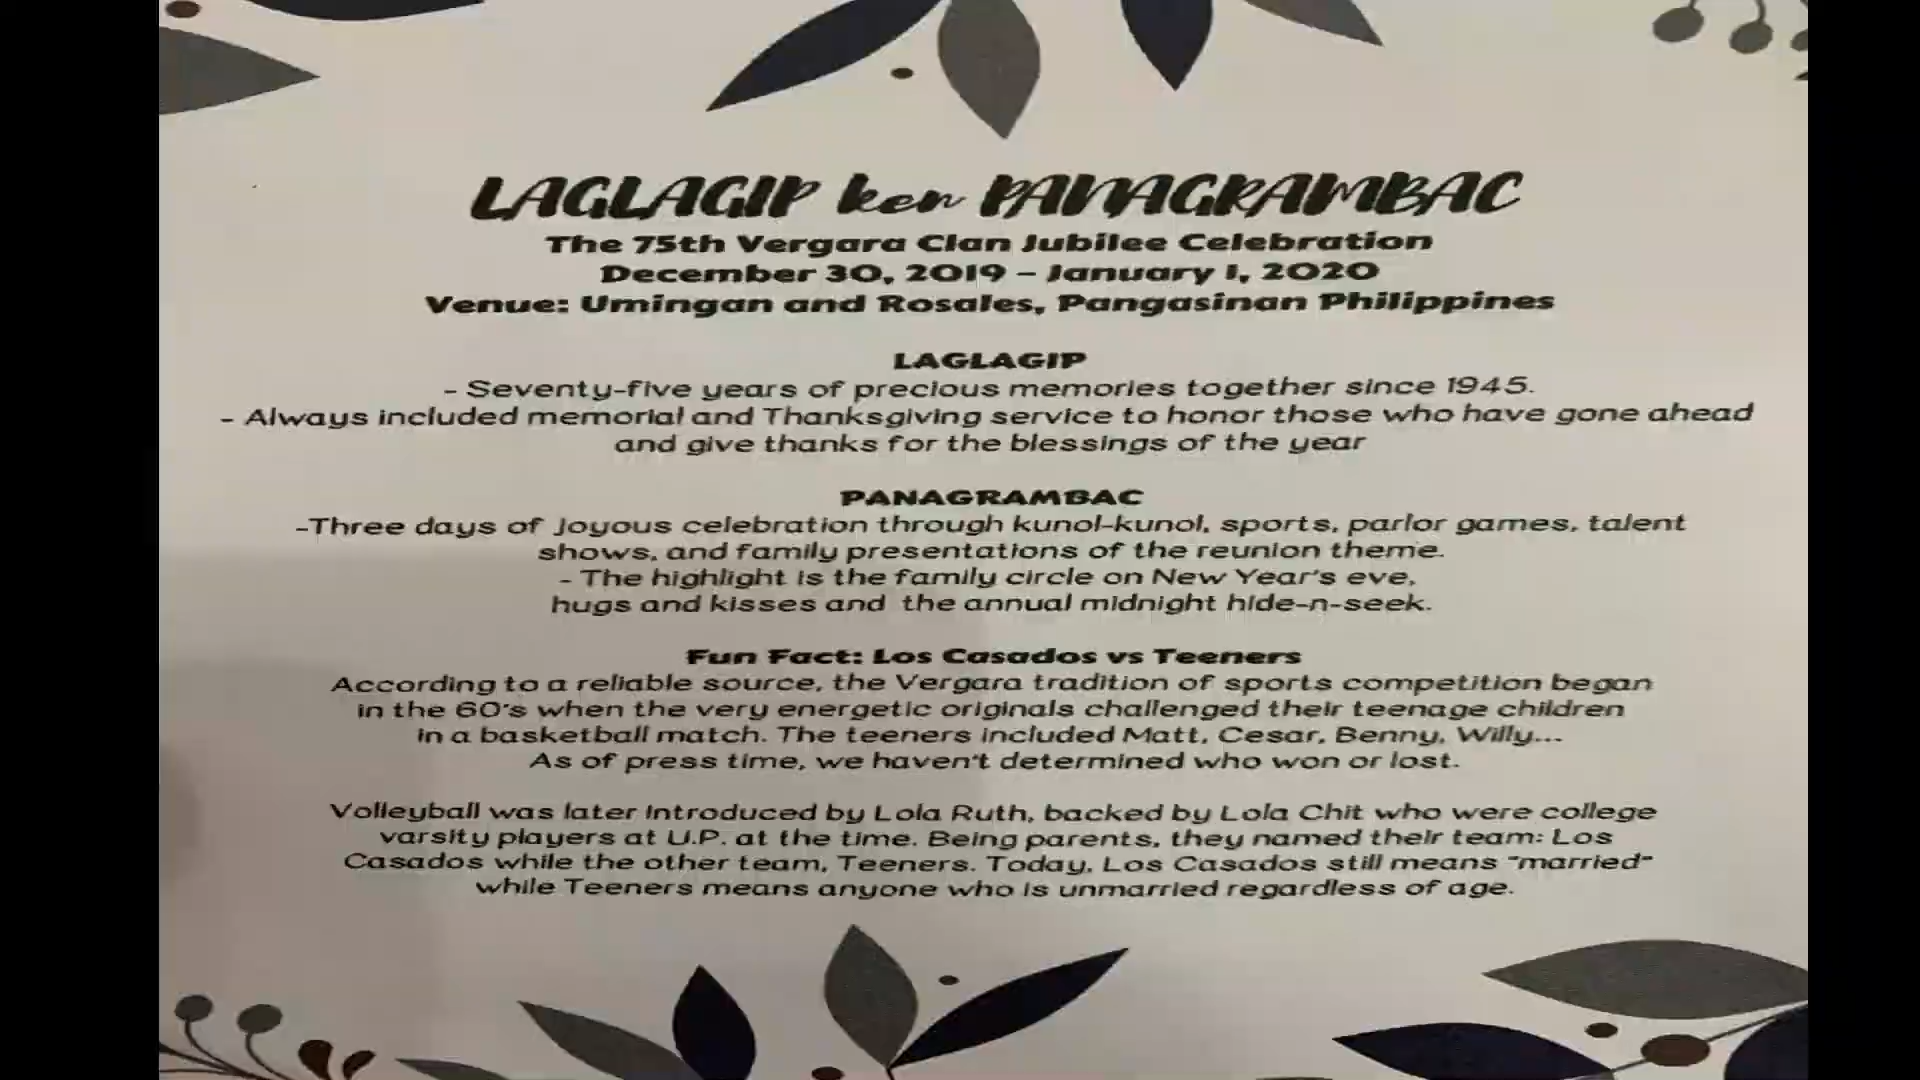 LAGLAGIP ken PANAGRAMBAC
The 75th Vergara Clan Jubilee Celebration
December 30, 2019 – January 1, 2020
Venue: Umingan and Rosales, Pangasinan Philippines
LAGLAGIP
- Seventy-five years of precious memories together since 1945.
- Always included memorial and Thanksgiving service to honor those who have gone ahead
and give thanks for the blessings of the year
PANAGRAMBAC
-Three days of joyous celebration through kunol-kunol, sports, parlor games, talent
shows, and family presentations of the reunion theme.
- The highlight is the family circle on New Year's eve,
hugs and kisses and the annual midnight hide-n-seek.
Fun Fact: Los Casados vs Teeners
According to a reliable source, the Vergara tradition of sports competition began
in the 60's when the very energetic originals challenged their teenage children
in a basketball match. The teeners included Matt, Cesar, Benny, Willy...
As of press time, we haven't determined who won or lost.
Volleyball was later introduced by Lola Ruth, backed by Lola Chit who were college
varsity players at U.P. at the time. Being parents, they named their team: Los
Casados while the other team, Teeners. Today, Los Casados still means "married"
while Teeners means anyone who is unmarried regardless of age.